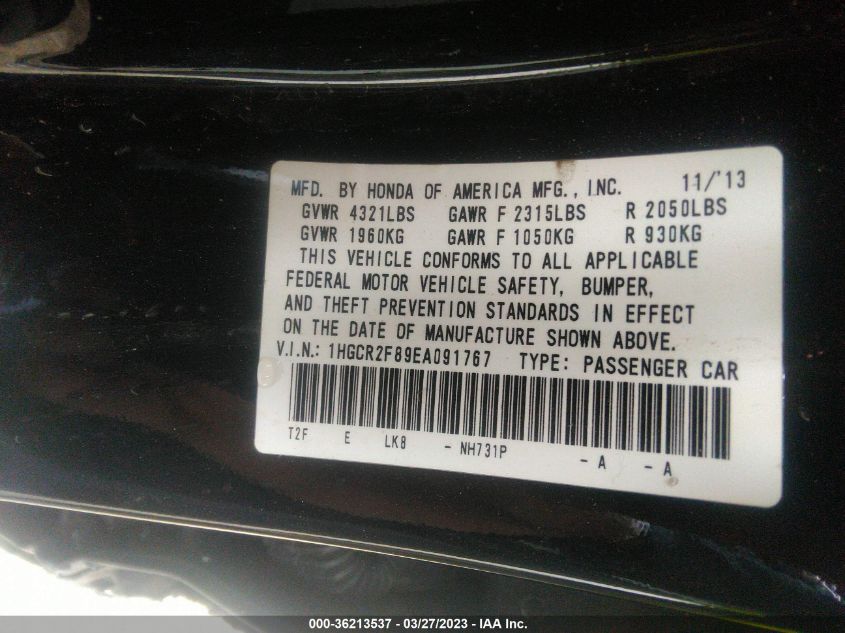 MFD. BY HONDA OF AMERICA MFG., INC. 11/'13
GVWR 4321LBS GAWR F 2315LBS R 2050LBS
GVWR 1960KG GAWR F 1050KG R 930KG
THIS VEHICLE CONFORMS TO ALL APPLICABLE
FEDERAL MOTOR VEHICLE SAFETY, BUMPER,
AND THEFT PREVENTION STANDARDS IN EFFECT
ON THE DATE OF MANUFACTURE SHOWN ABOVE.
V.I.N.: 1HGCR2F89EA091767 TYPE: PASSENGER CAR
T2F E LK8 - NH731P - A - A
000-36213537 - 03/27/2023 - IAA Inc.